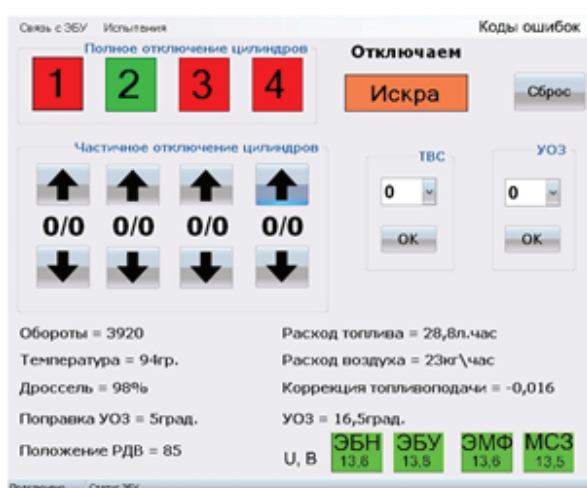 Связь с ЭБУ Испытания Коды ошибок
Полное отключение цилиндров Отключаем
1 2 3 4 Искра Сброс
Частичное отключение цилиндров ТВС УОЗ
0 0
0/0 0/0 0/0 0/0
ОК ОК
Обороты = 3920 Расход топлива = 28,8л.час
Температура = 94гр. Расход воздуха = 23кг\час
Дроссель = 98% Коррекция топливоподачи = -0,016
Поправка УОЗ = 5град. УОЗ = 16,5град.
Положение РДВ = 85 U, В ЭБН ЭБУ ЭМФ МСЗ
13,6 13,6 13,6 13,5